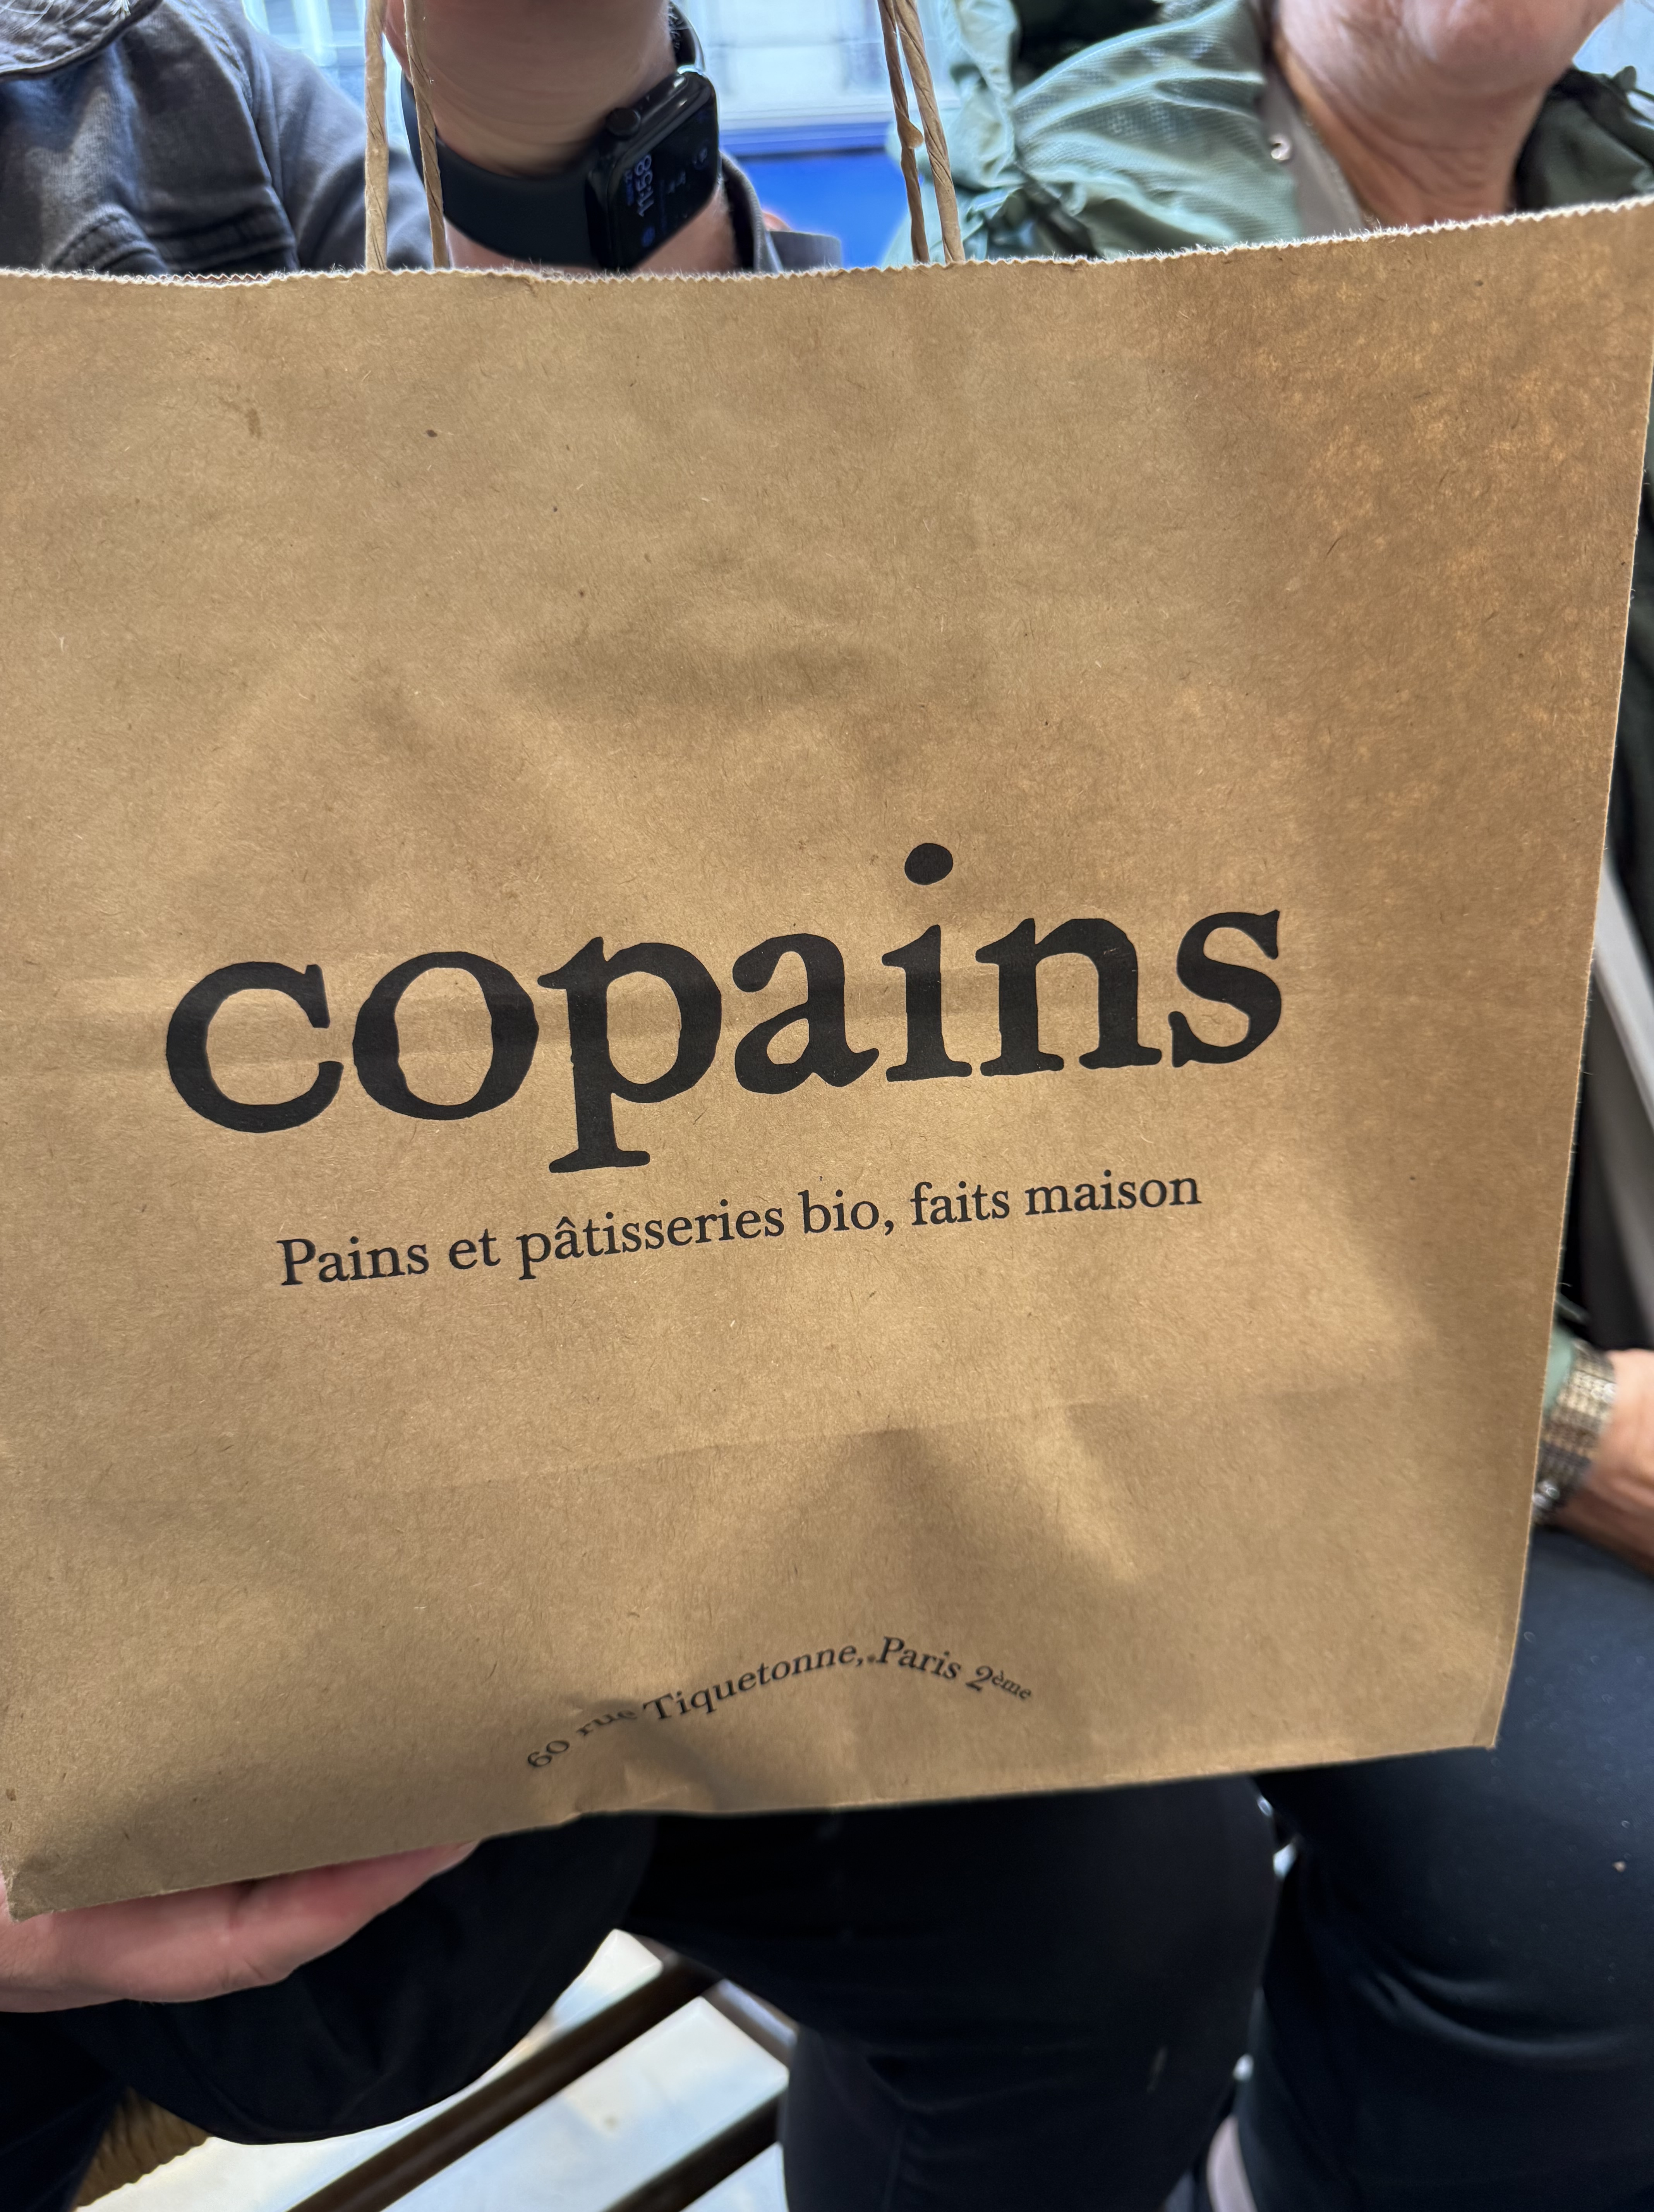 copains
Pains et pâtisseries bio, faits maison
60 rue Tiquetonne, Paris 2ème